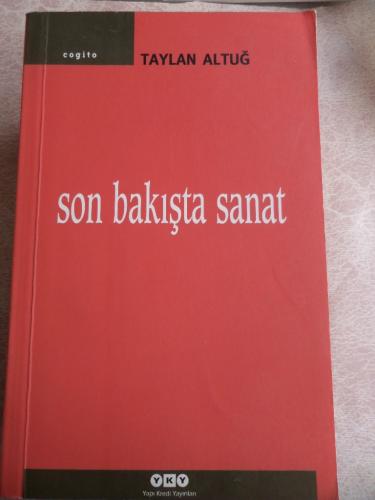 cogito
TAYLAN ALTUĞ
son bakışta sanat
YKY
Yapı Kredi Yayınları